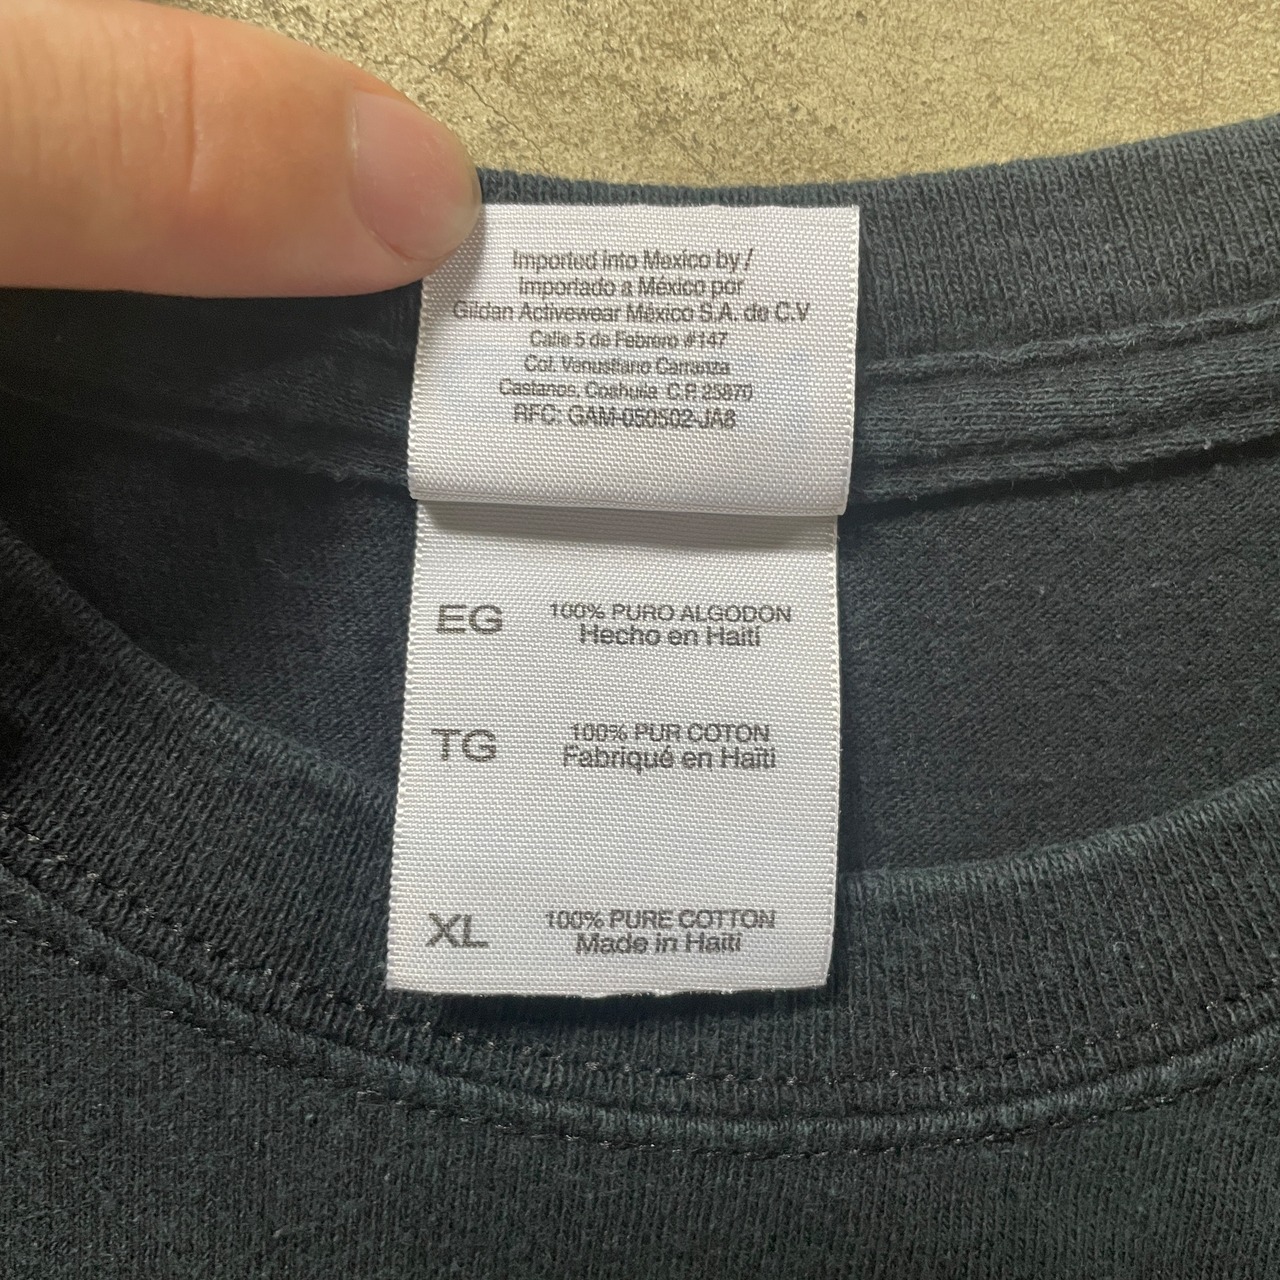 Imported into Mexico by /
Importado a México por
Gildan Activewear México S.A. de C.V
Calle 5 de Febrero #147
Col. Venustiano Carranza
Castanos, Coahuila C.P. 25870
RFC: GAM-050502-JA8
EG 100% PURO ALGODON
Hecho en Haití
TG 100% PUR COTON
Fabriqué en Haïti
XL 100% PURE COTTON
Made in Haiti